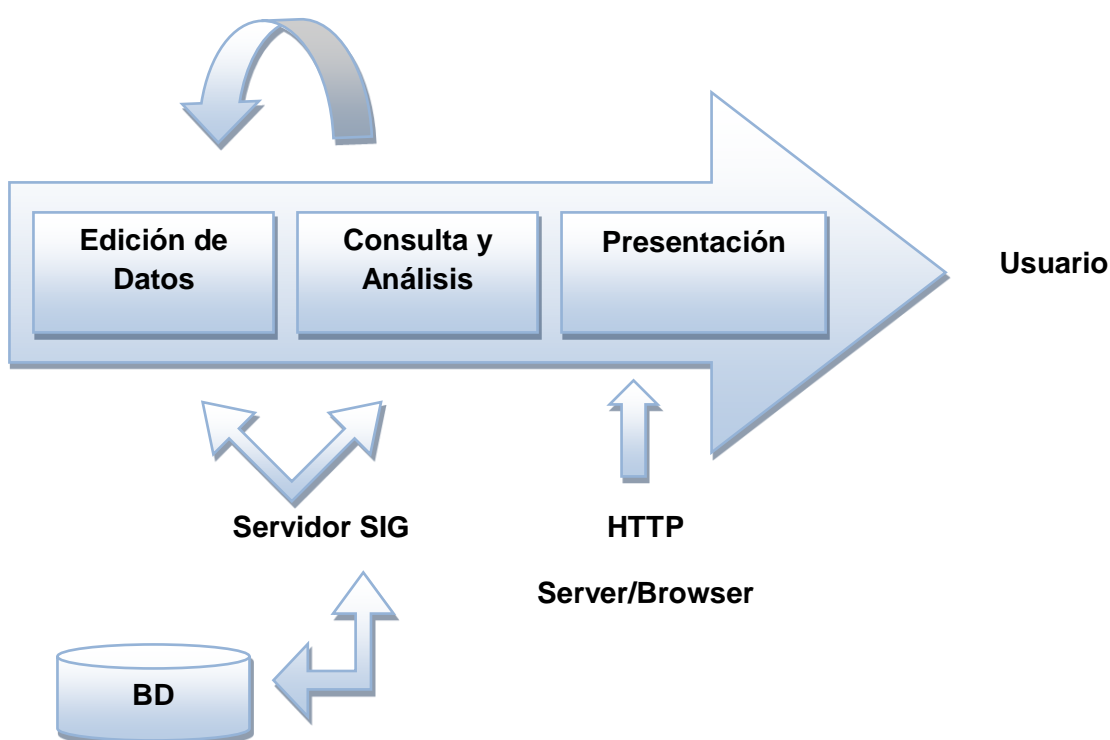 Edición de
Datos
Consulta y
Análisis
Presentación
Usuario
Servidor SIG
HTTP
Server/Browser
BD